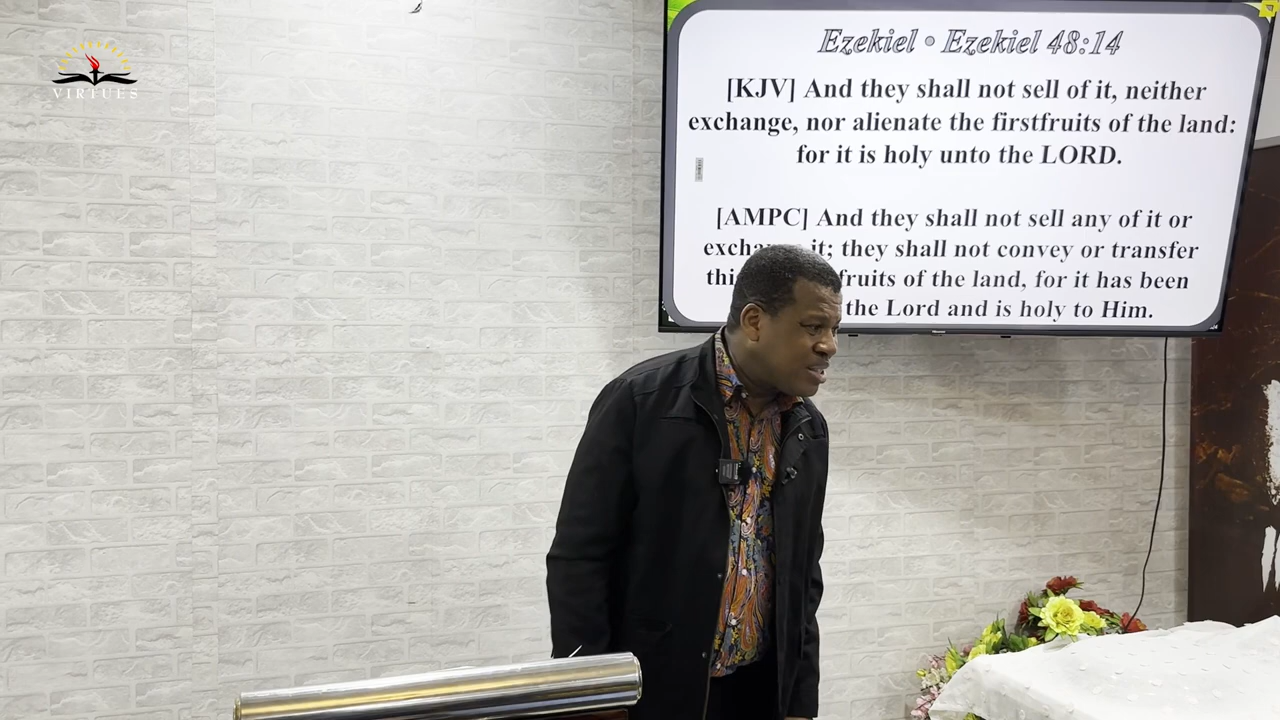 VIRTUES
Ezekiel • Ezekiel 48:14
[KJV] And they shall not sell of it, neither
exchange, nor alienate the firstfruits of the land:
for it is holy unto the LORD.
[AMPC] And they shall not sell any of it or
it; they shall not convey or transfer
of the land, for it has been
the Lord and is holy to Him.
Hisense